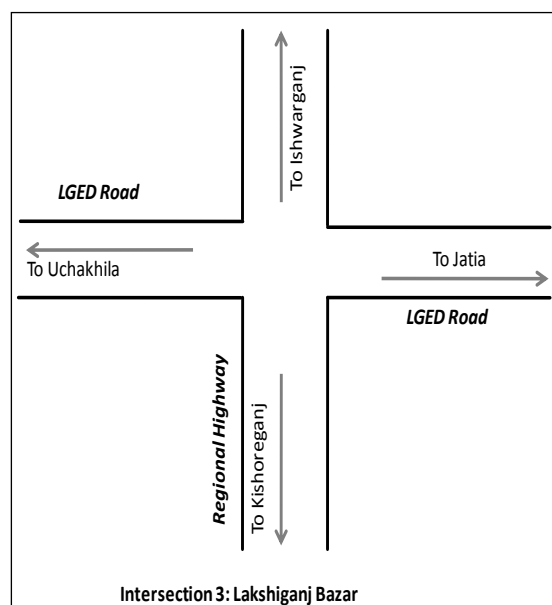 To Ishwarganj
LGED Road
To Uchakhila
To Jatia
LGED Road
Regional Highway
To Kishoreganj
Intersection 3: Lakshiganj Bazar